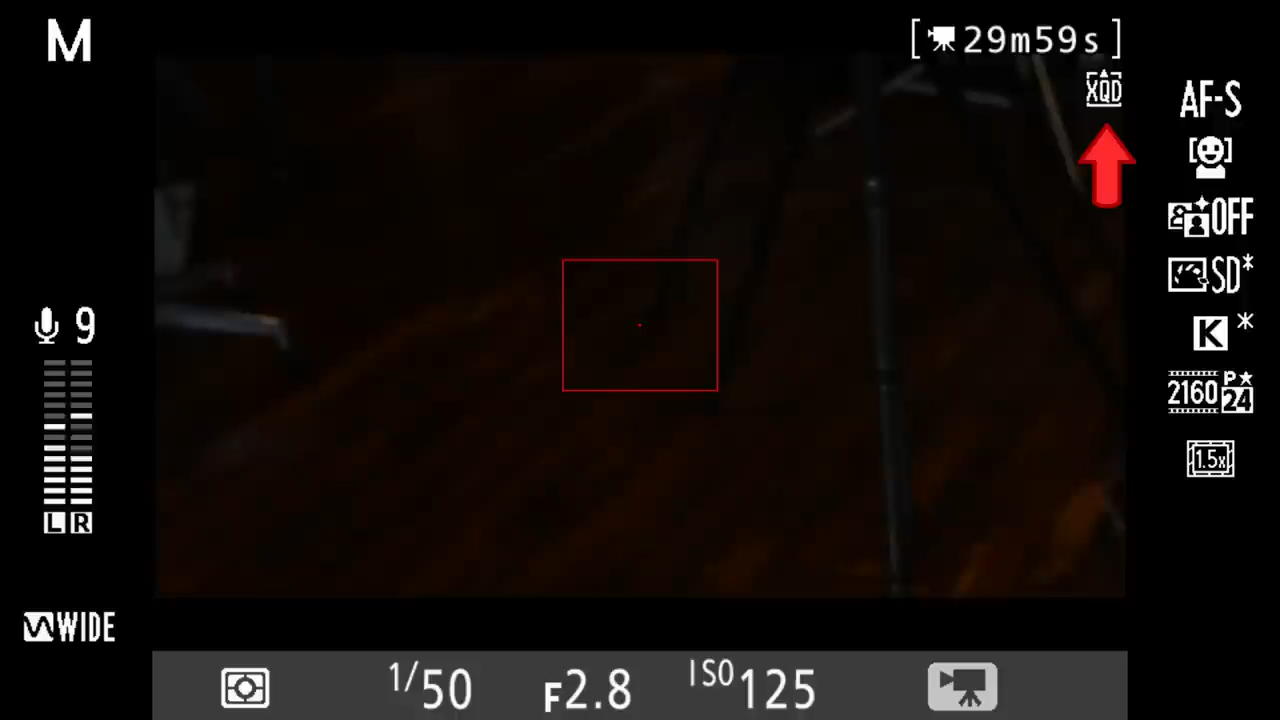 M
[29m59s]
XQD
AF-S
OFF
SD*
K*
2160 P★24
1.5x
9
L R
WIDE
1/50 F2.8 ISO 125